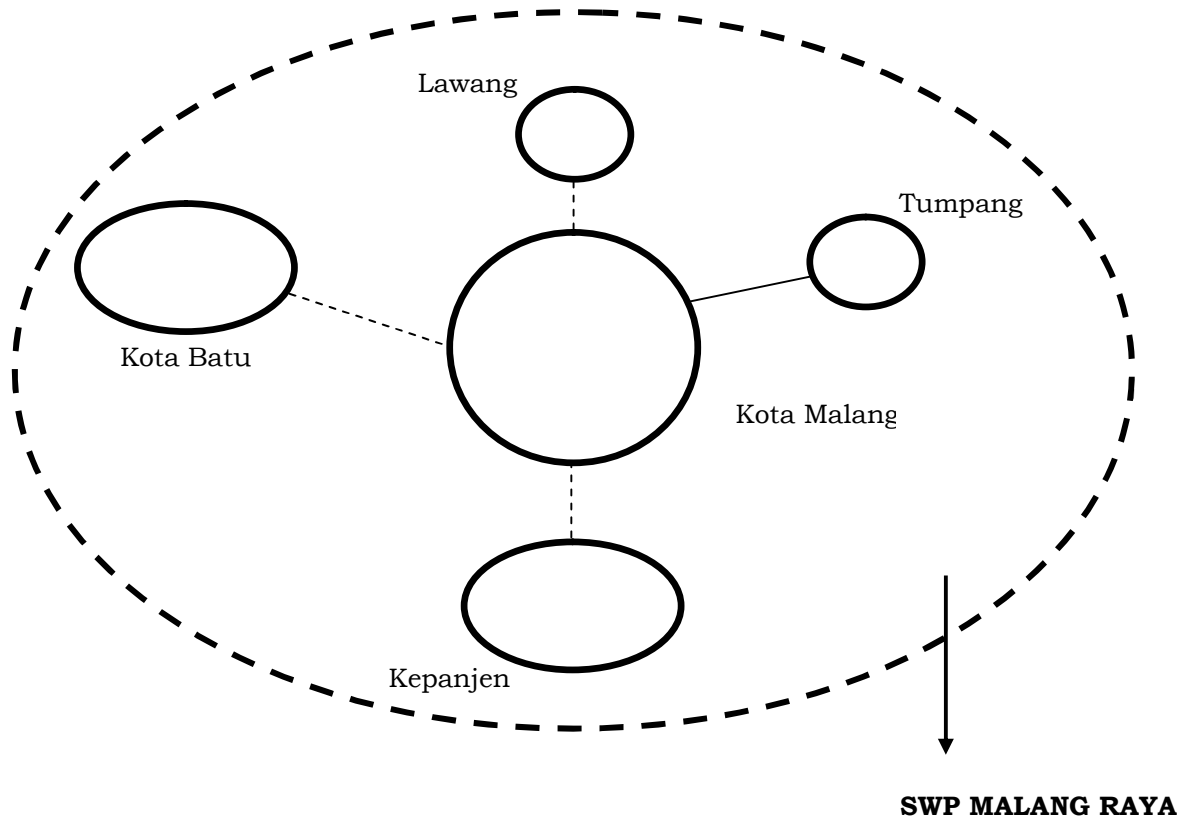 Lawang
Tumpang
Kota Batu
Kota Malang
Kepanjen
SWP MALANG RAYA